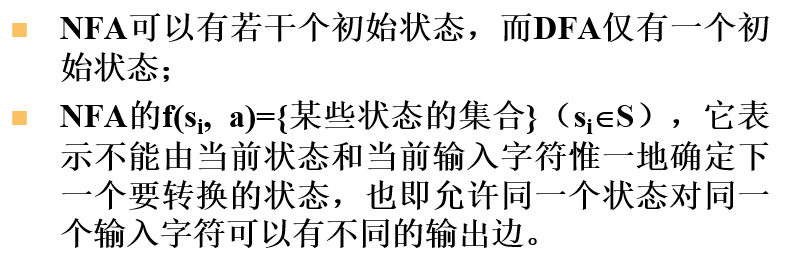 NFA可以有若干个初始状态，而DFA仅有一个初
始状态；
NFA的f(si, a)={某些状态的集合}（si∈S），它表
示不能由当前状态和当前输入字符惟一地确定下
一个要转换的状态，也即允许同一个状态对同一
个输入字符可以有不同的输出边。